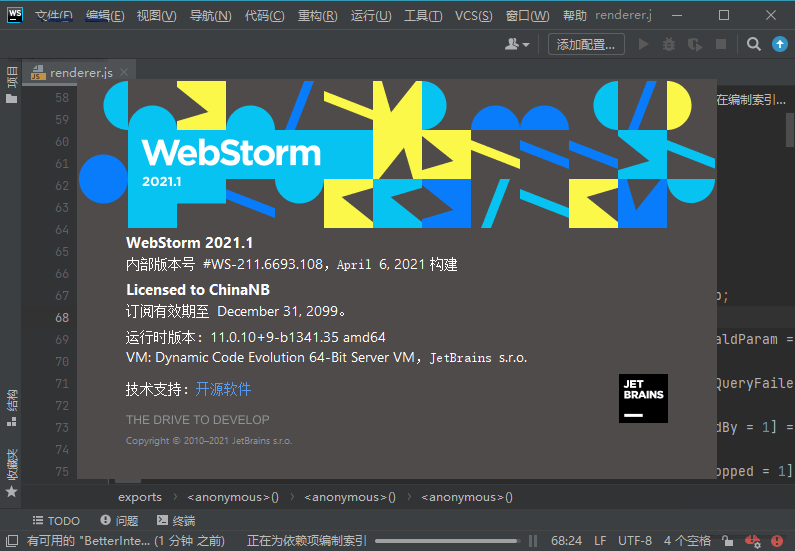 WS 文件(F) 编辑(E) 视图(V) 导航(N) 代码(C) 重构(R) 运行(U) 工具(T) VCS(S) 窗口(W) 帮助 renderer.j
添加配置...
项目
JS renderer.js
58
在编制索引...
59
60
61
62
63
64
65
66
67
p;
68
69
aldParam =
70
71
QueryFaile
72
73
dBy = 1] =
74
75
opped = 1]
WebStorm
2021.1
WebStorm 2021.1
内部版本号 #WS-211.6693.108，April 6, 2021 构建
Licensed to ChinaNB
订阅有效期至 December 31, 2099。
运行时版本：11.0.10+9-b1341.35 amd64
VM: Dynamic Code Evolution 64-Bit Server VM，JetBrains s.r.o.
技术支持：开源软件
JET
BRAINS
THE DRIVE TO DEVELOP
Copyright © 2010–2021 JetBrains s.r.o.
结构
收藏夹
exports <anonymous>() <anonymous>() <anonymous>()
TODO 问题 终端
有可用的 "BetterInte... (1 分钟 之前) 正在为依赖项编制索引 68:24 LF UTF-8 4 个空格